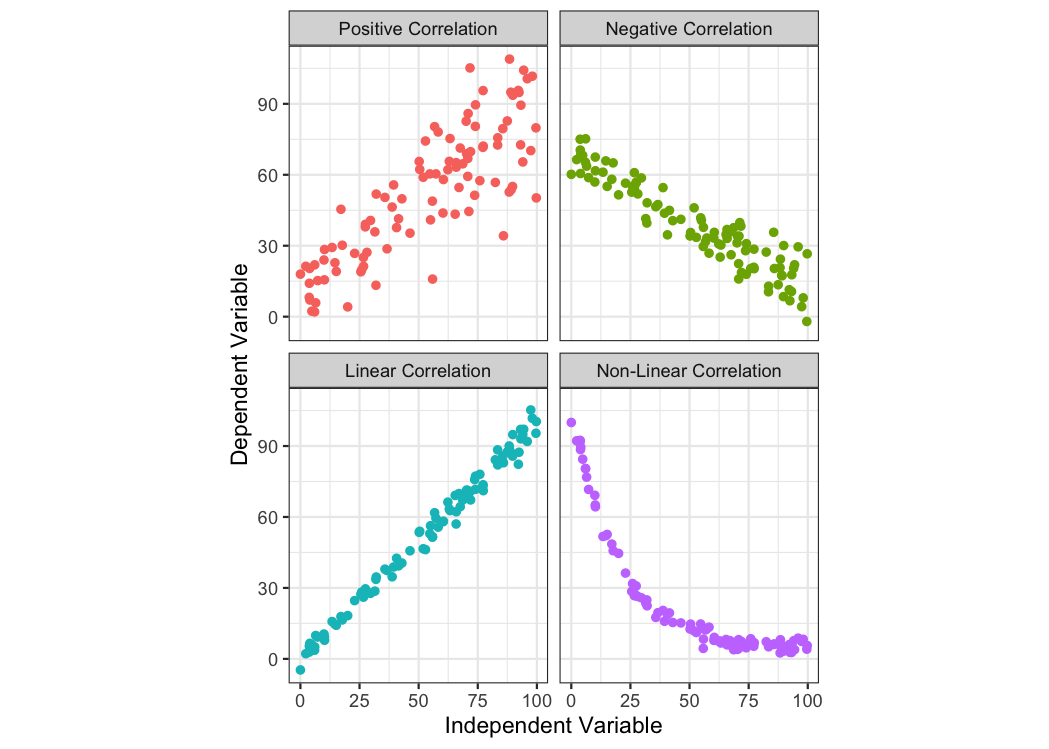 Positive Correlation
Negative Correlation
90
60
30
0
Linear Correlation
Non-Linear Correlation
90
60
30
0
0 25 50 75 100
0 25 50 75 100
Dependent Variable
Independent Variable